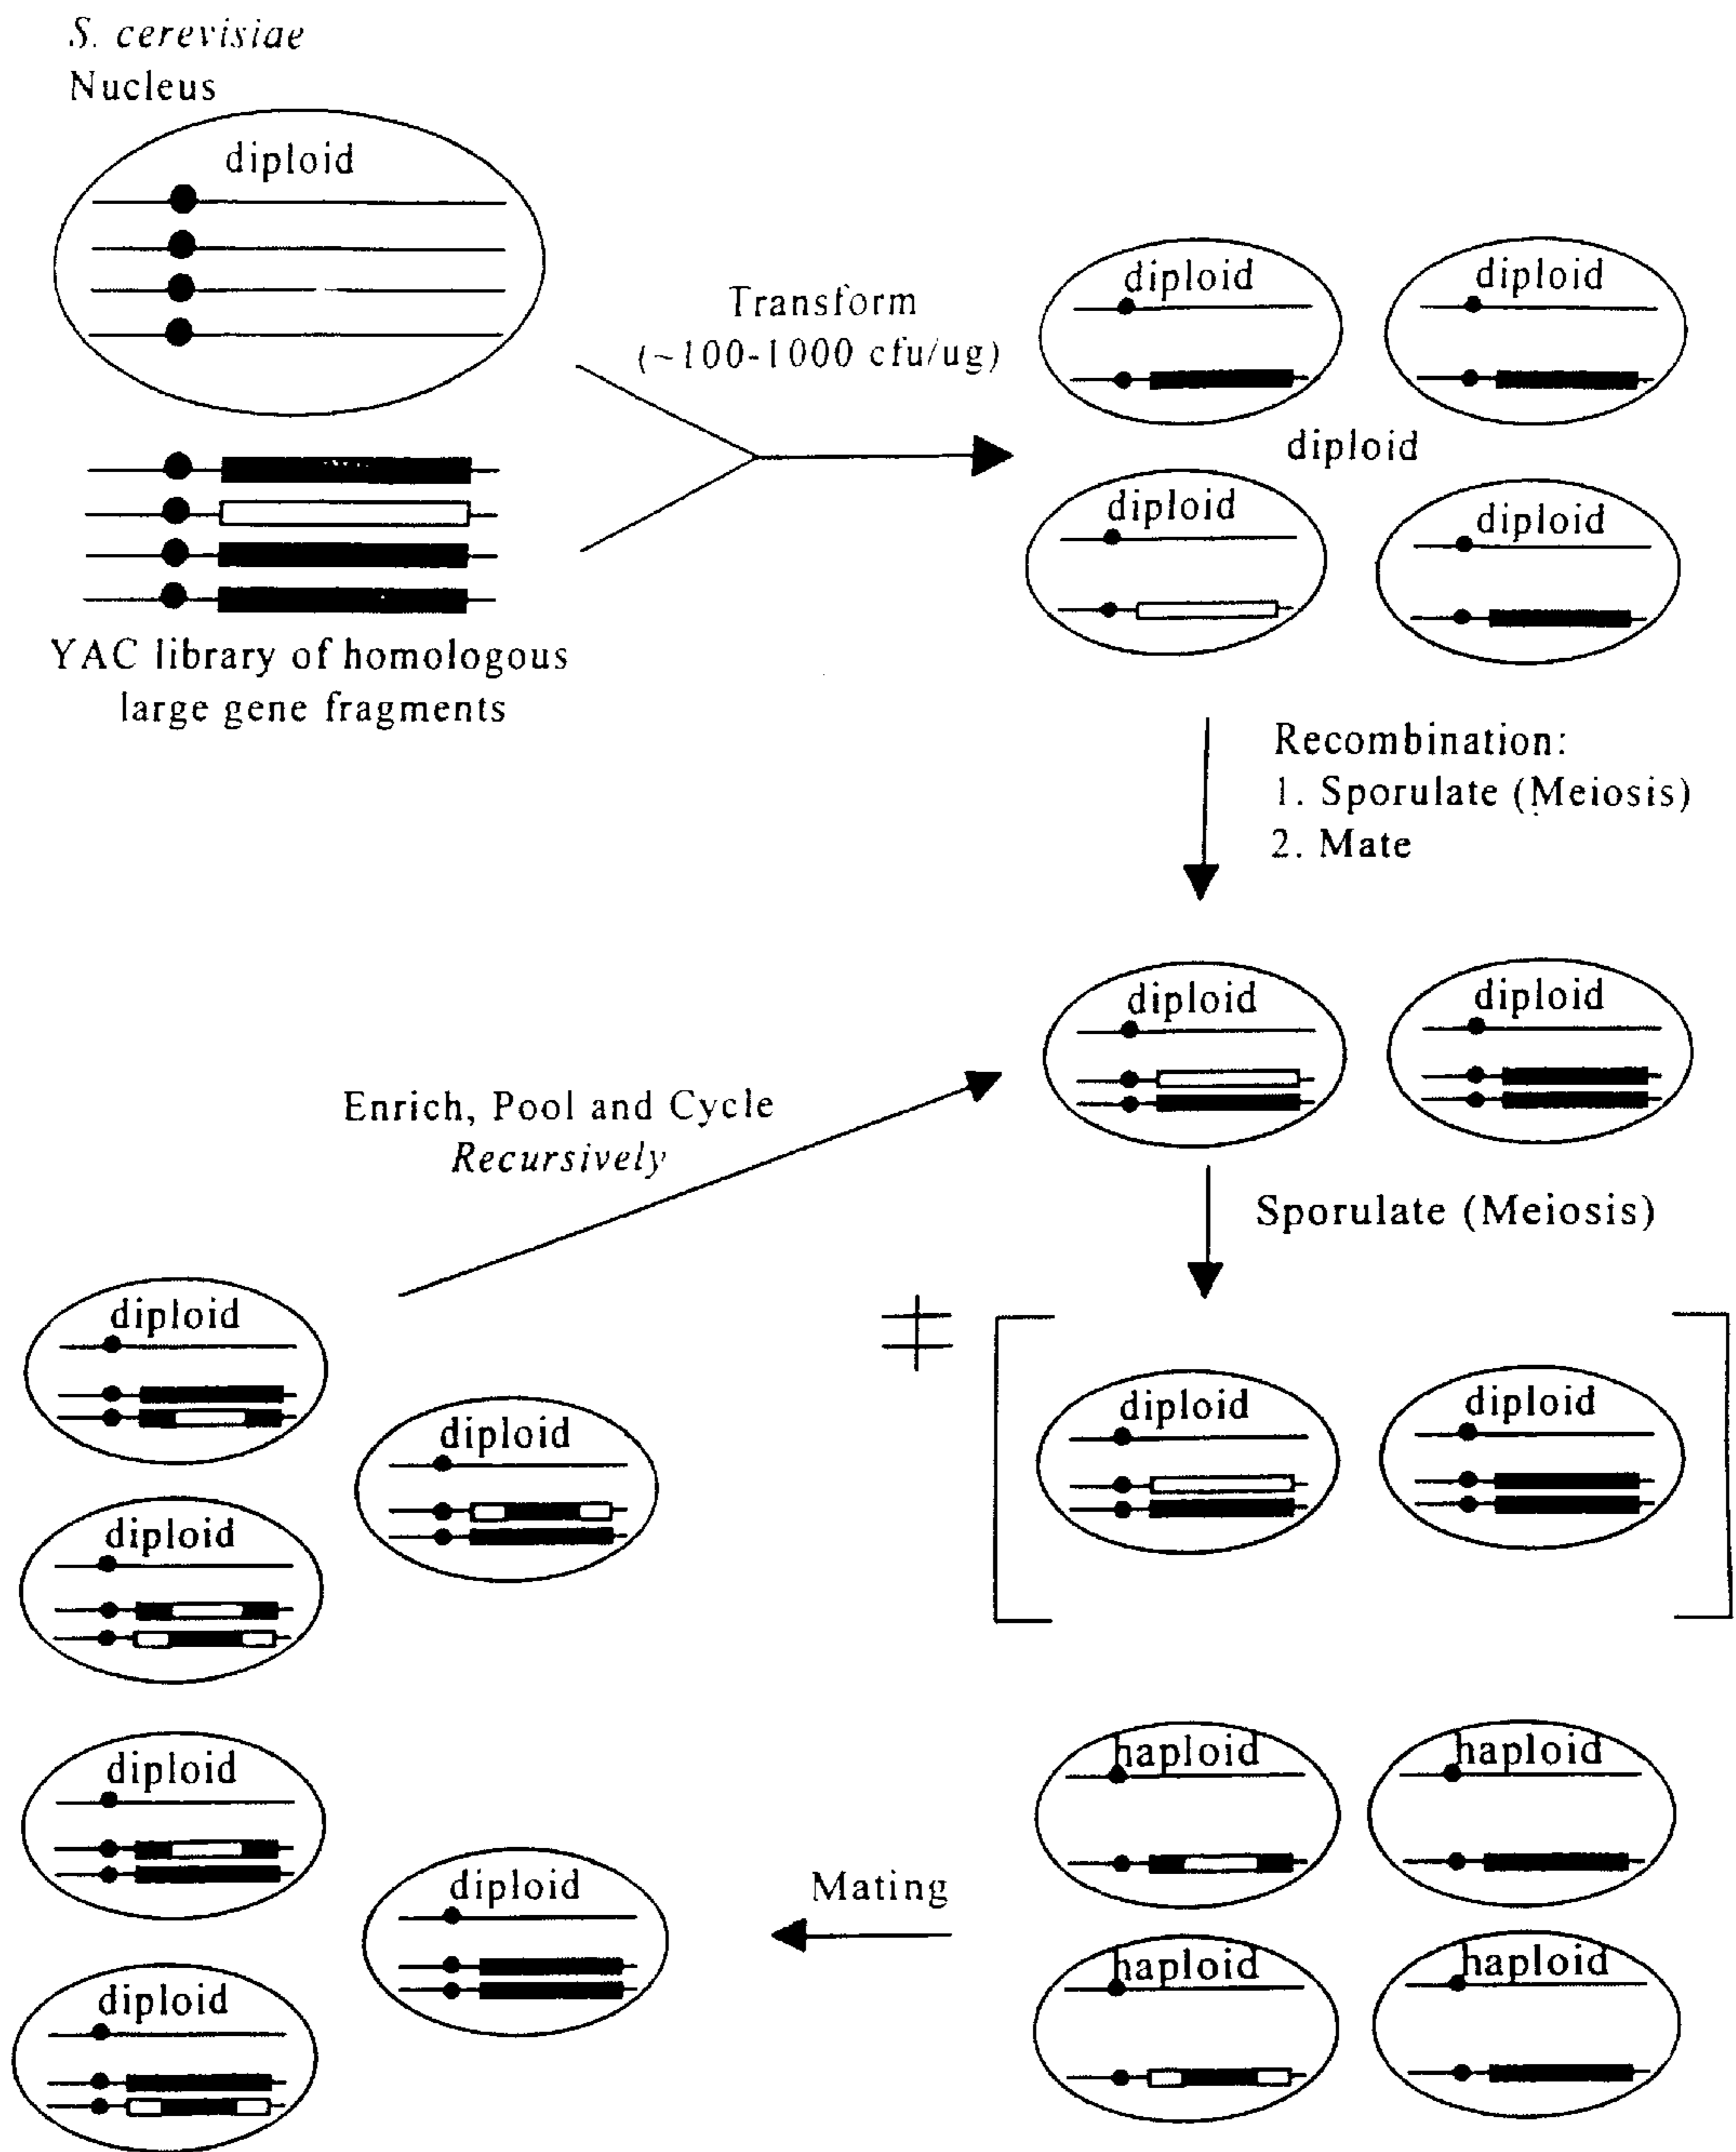 S. cerevisiae
Nucleus
diploid
Transform
(~100-1000 cfu/ug)
YAC library of homologous
large gene fragments
diploid
diploid
diploid
diploid
diploid
Recombination:
1. Sporulate (Meiosis)
2. Mate
diploid
diploid
Enrich, Pool and Cycle
Recursively
Sporulate (Meiosis)
diploid
diploid
diploid
diploid
diploid
diploid
diploid
diploid
haploid
haploid
haploid
haploid
Mating